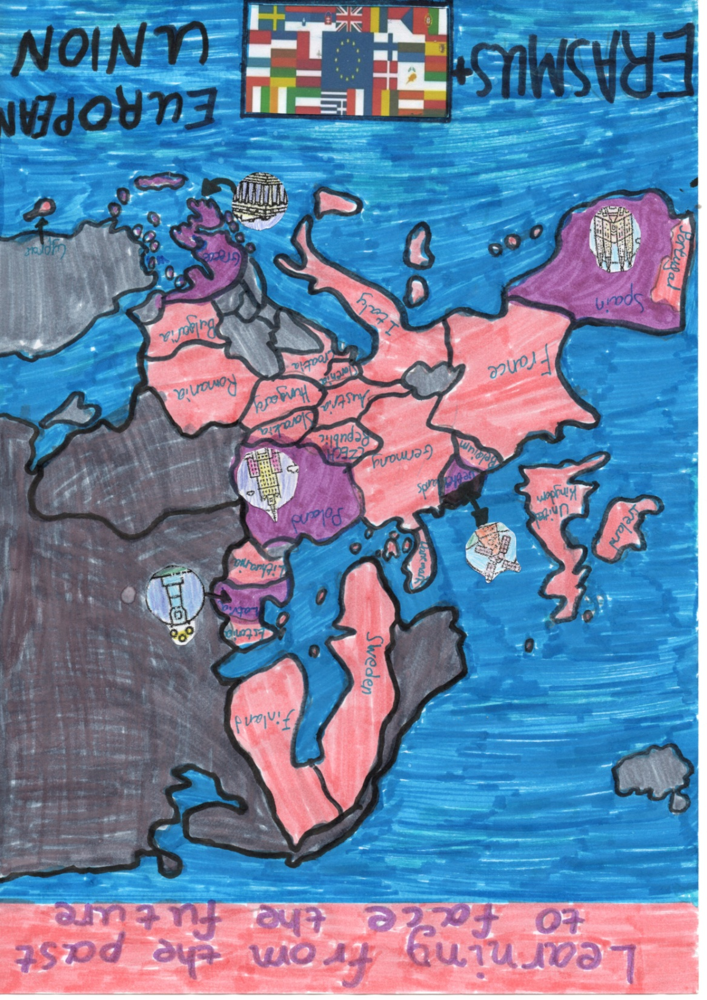 Learning from the past
to face the future
Finland
Sweden
Estonia
Latvia
Lithuania
Denmark
Ireland
United
Kingdom
Netherlands
Poland
Belgium
Germany
CZECH
Republic
Slovakia
France
Austria
Hungary
Slovenia
Croatia
Romania
Italy
Bulgaria
Spain
Portugal
Greece
ERASMUS+
EUROPEAN
UNION